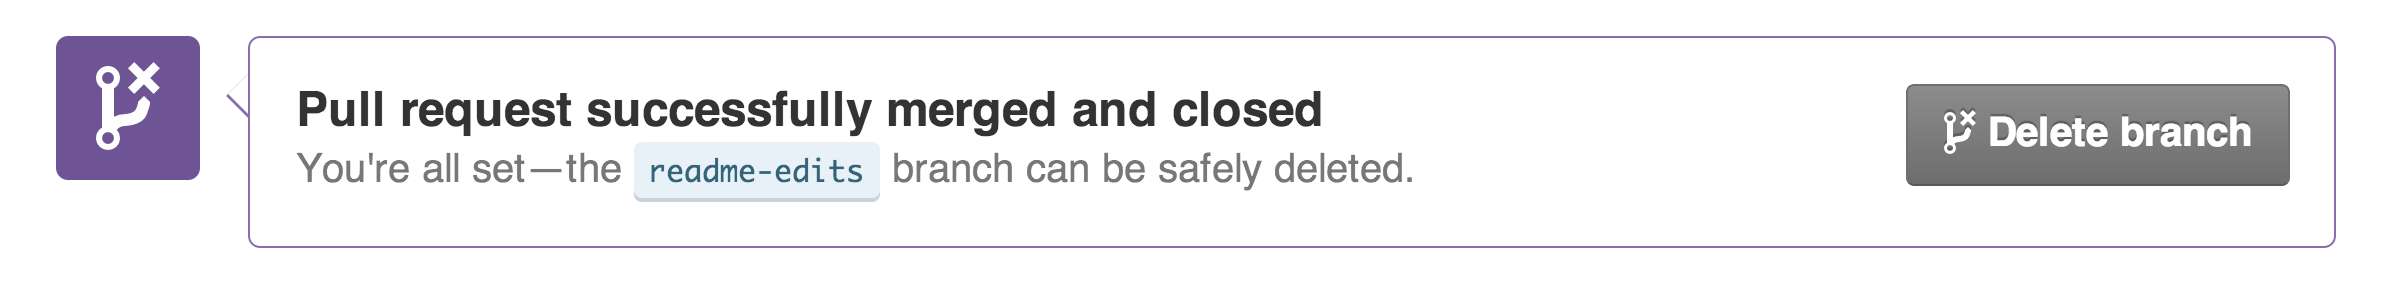 Pull request successfully merged and closed
You're all set—the readme-edits branch can be safely deleted.
Delete branch